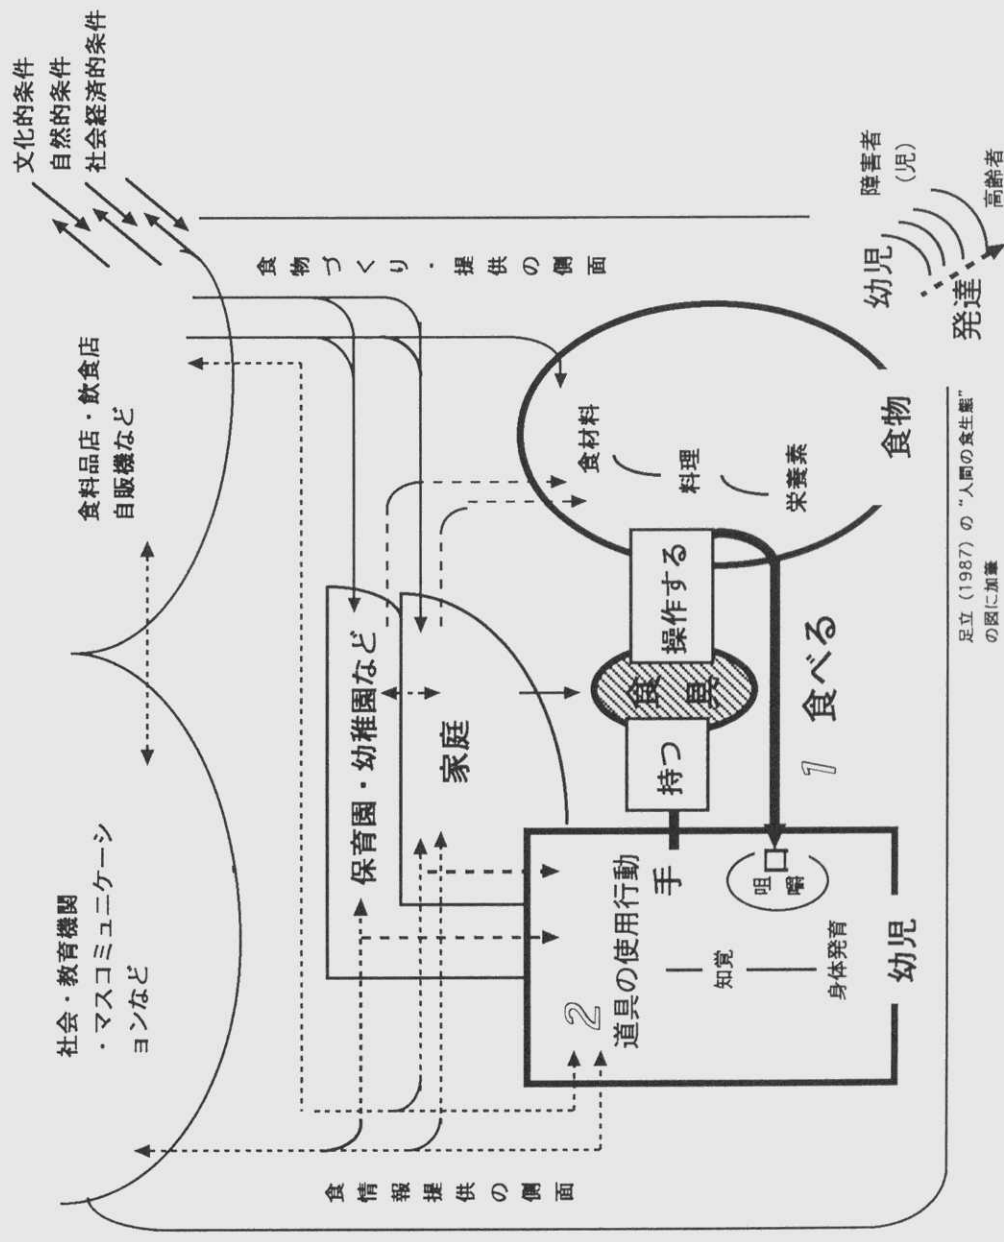 文化的条件
自然的条件
社会経済的条件
社会・教育機関
・マスコミュニケーシ
ョンなど
食料品店・飲食店
自販機など
食情報提供の側面
食物づくり・提供の側面
保育園・幼稚園など
家庭
2
道具の使用行動
手
知覚
身体発育
咀
嚼
幼児
持つ
食具
操作する
1
食べる
食材料
料理
栄養素
食物
幼児
障害者
(児)
発達
高齢者
足立(1987)の"人間の食生態"
の図に加筆